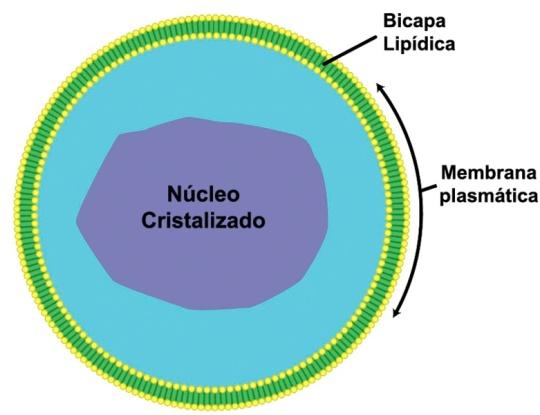 Bicapa
Lipídica
Membrana
plasmática
Núcleo
Cristalizado